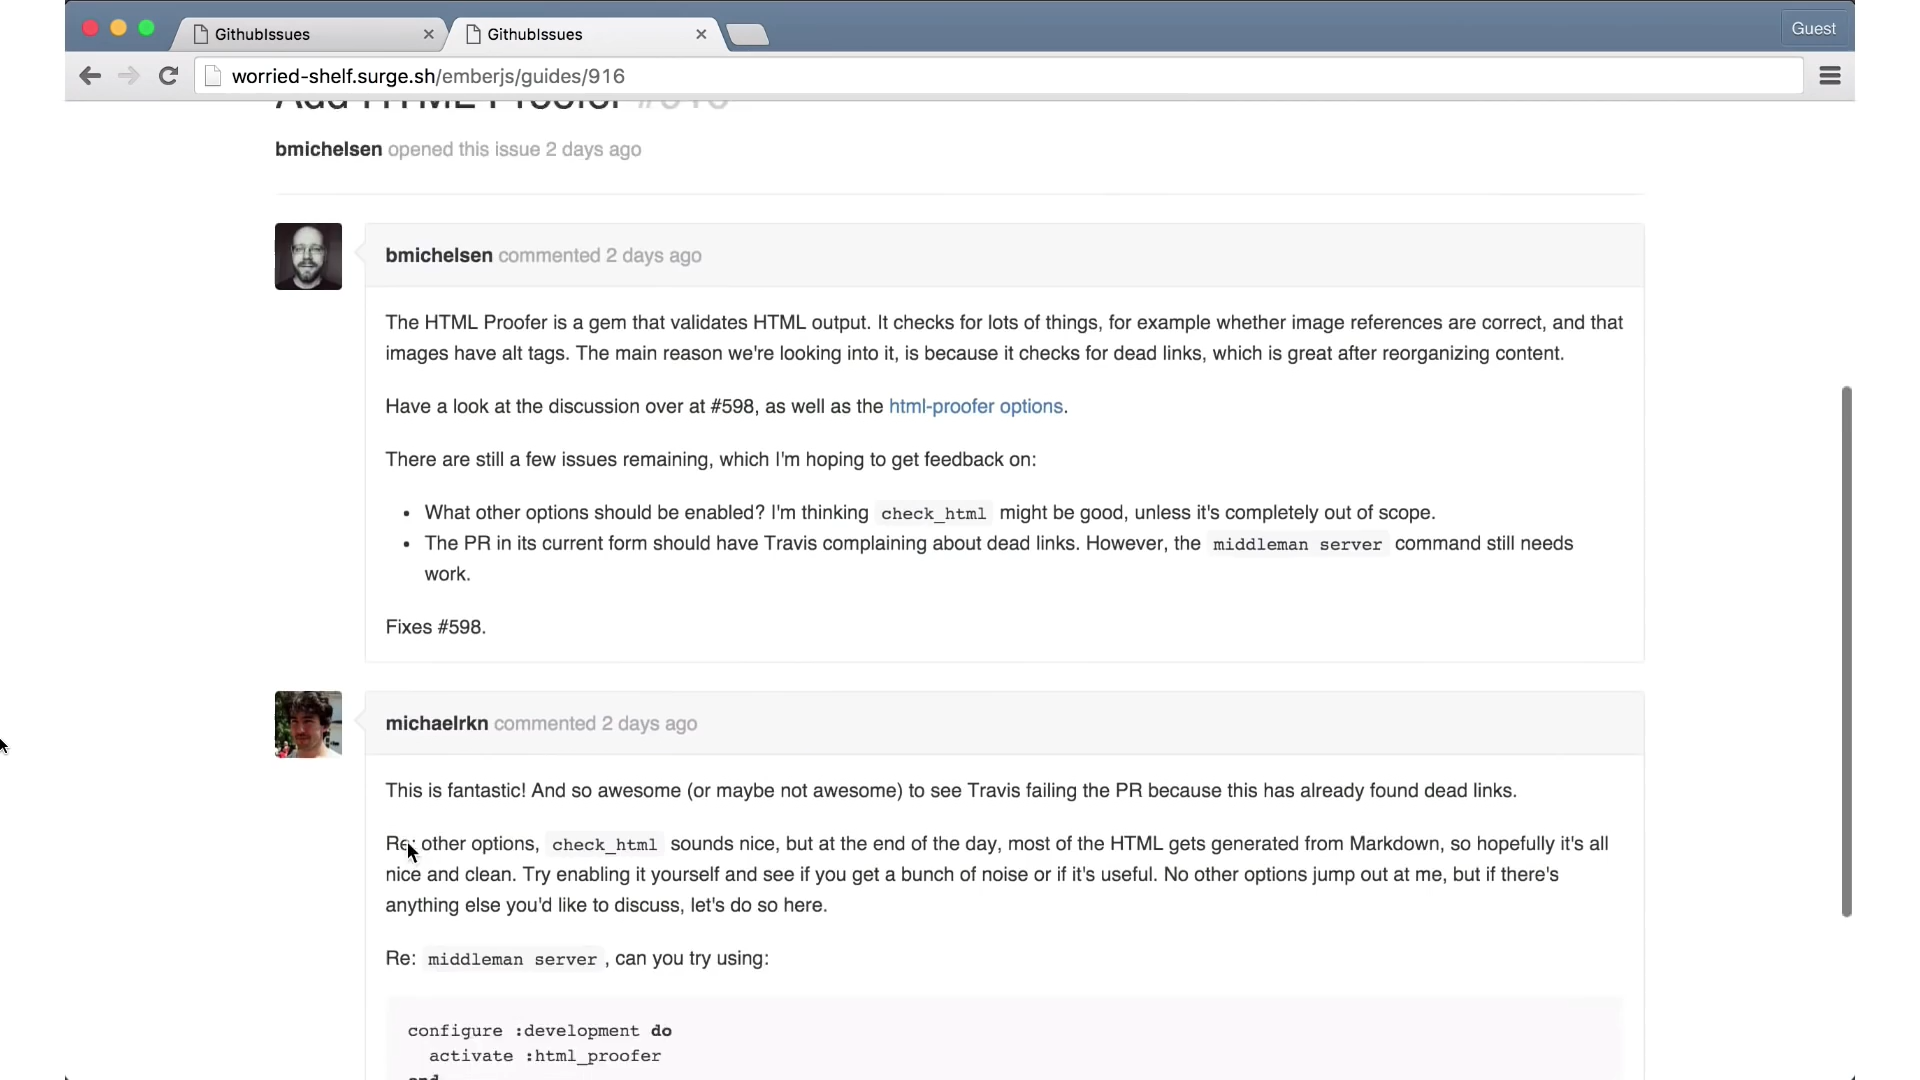 GithubIssues
GithubIssues
Guest
worried-shelf.surge.sh/emberjs/guides/916
Add HTML Proofer #916
bmichelsen opened this issue 2 days ago
bmichelsen commented 2 days ago
The HTML Proofer is a gem that validates HTML output. It checks for lots of things, for example whether image references are correct, and that
images have alt tags. The main reason we're looking into it, is because it checks for dead links, which is great after reorganizing content.
Have a look at the discussion over at #598, as well as the html-proofer options.
There are still a few issues remaining, which I'm hoping to get feedback on:
• What other options should be enabled? I'm thinking check_html might be good, unless it's completely out of scope.
• The PR in its current form should have Travis complaining about dead links. However, the middleman server command still needs
work.
Fixes #598.
michaelrkn commented 2 days ago
This is fantastic! And so awesome (or maybe not awesome) to see Travis failing the PR because this has already found dead links.
Re: other options, check_html sounds nice, but at the end of the day, most of the HTML gets generated from Markdown, so hopefully it's all
nice and clean. Try enabling it yourself and see if you get a bunch of noise or if it's useful. No other options jump out at me, but if there's
anything else you'd like to discuss, let's do so here.
Re: middleman server , can you try using:
configure :development do
activate :html_proofer
end